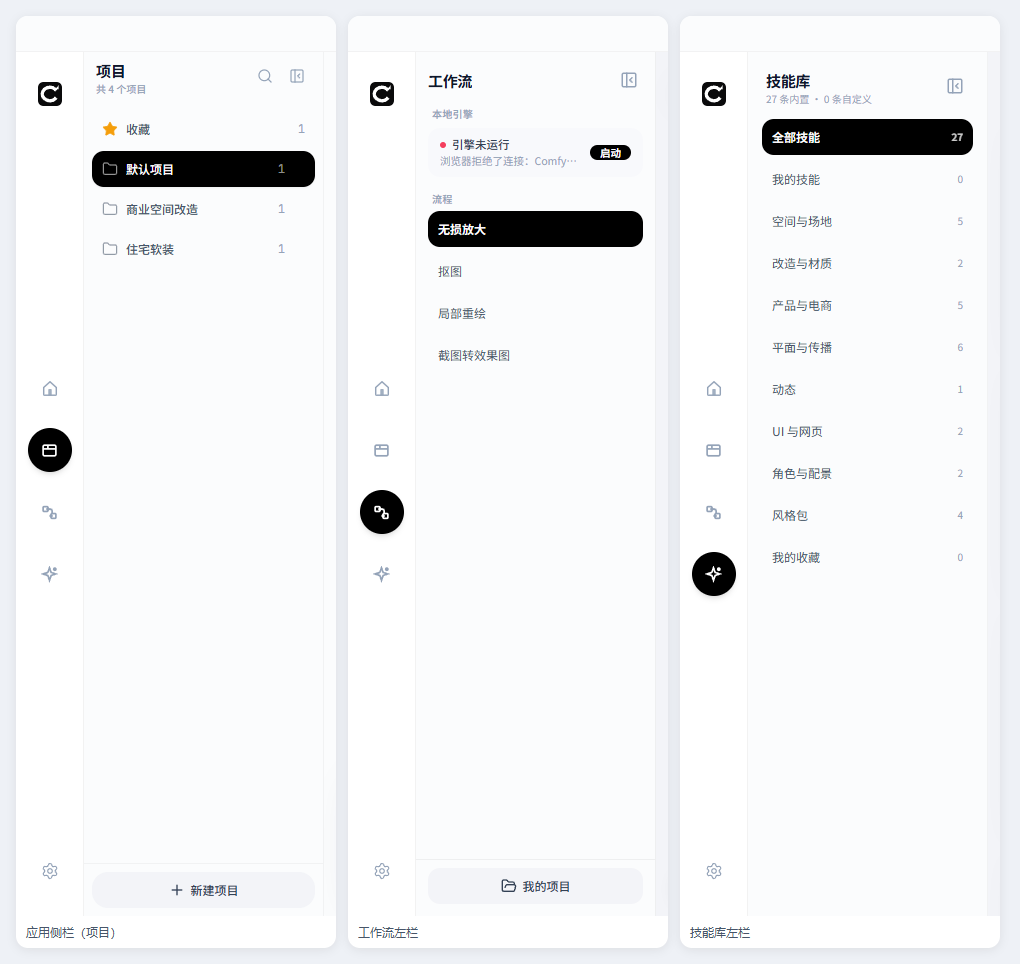 项目
共 4 个项目
收藏 1
默认项目 1
商业空间改造 1
住宅软装 1
新建项目
应用侧栏（项目）
工作流
本地引擎
引擎未运行
浏览器拒绝了连接：Comfy…
启动
流程
无损放大
抠图
局部重绘
截图转效果图
我的项目
工作流左栏
技能库
27 条内置 · 0 条自定义
全部技能 27
我的技能 0
空间与场地 5
改造与材质 2
产品与电商 5
平面与传播 6
动态 1
UI 与网页 2
角色与配景 2
风格包 4
我的收藏 0
技能库左栏